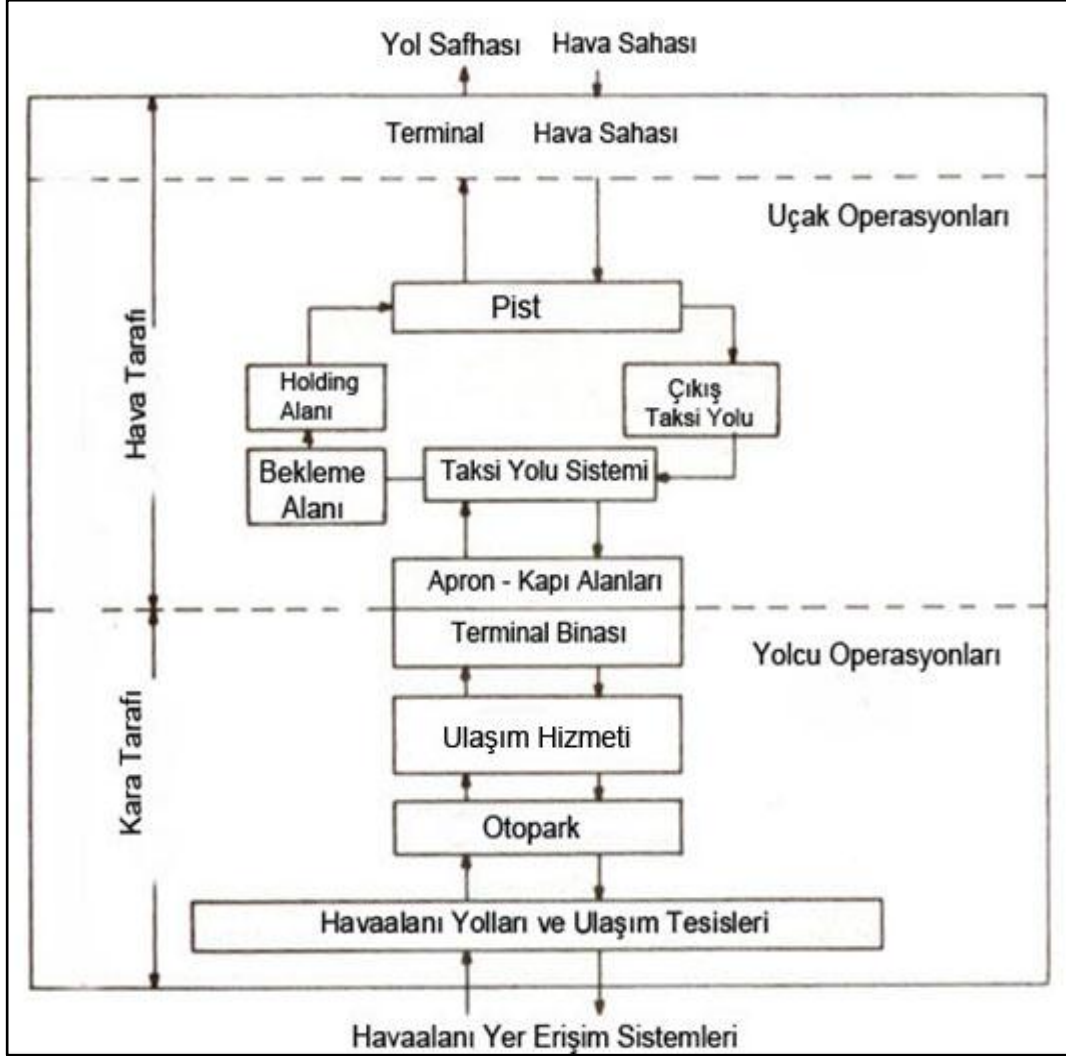 Yol Safhası Hava Sahası
Terminal Hava Sahası
Uçak Operasyonları
Pist
Hava Tarafı
Holding
Alanı
Çıkış
Taksi Yolu
Bekleme
Alanı
Taksi Yolu Sistemi
Apron - Kapı Alanları
Terminal Binası
Yolcu Operasyonları
Kara Tarafı
Ulaşım Hizmeti
Otopark
Havaalanı Yolları ve Ulaşım Tesisleri
Havaalanı Yer Erişim Sistemleri